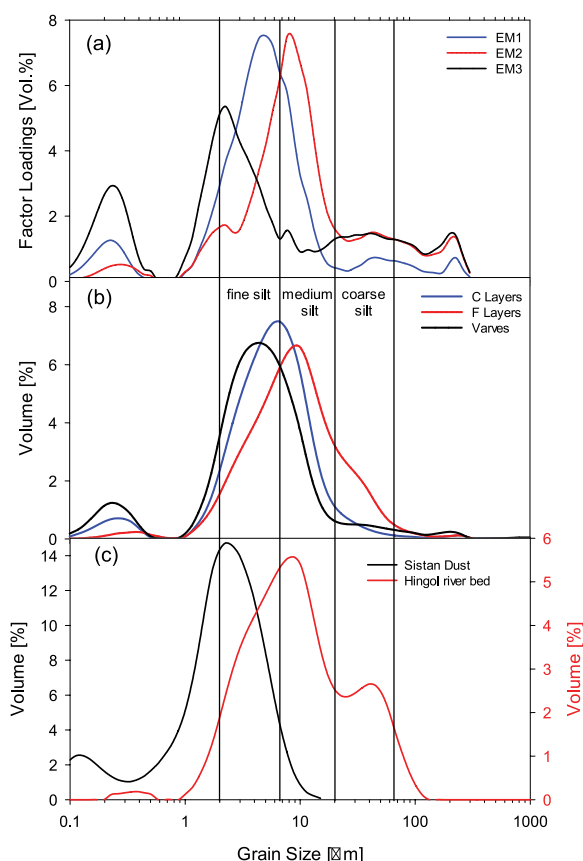 (a)
EM1
EM2
EM3
Factor Loadings [Vol.%]
8
6
4
2
0
(b)
fine silt
medium
silt
coarse
silt
C Layers
F Layers
Varves
Volume [%]
8
6
4
2
0
(c)
Sistan Dust
Hingol river bed
Volume [%]
14
12
10
8
6
4
2
0
6
5
4
3
2
1
0
Volume [%]
0.1
1
10
100
1000
Grain Size [�m]